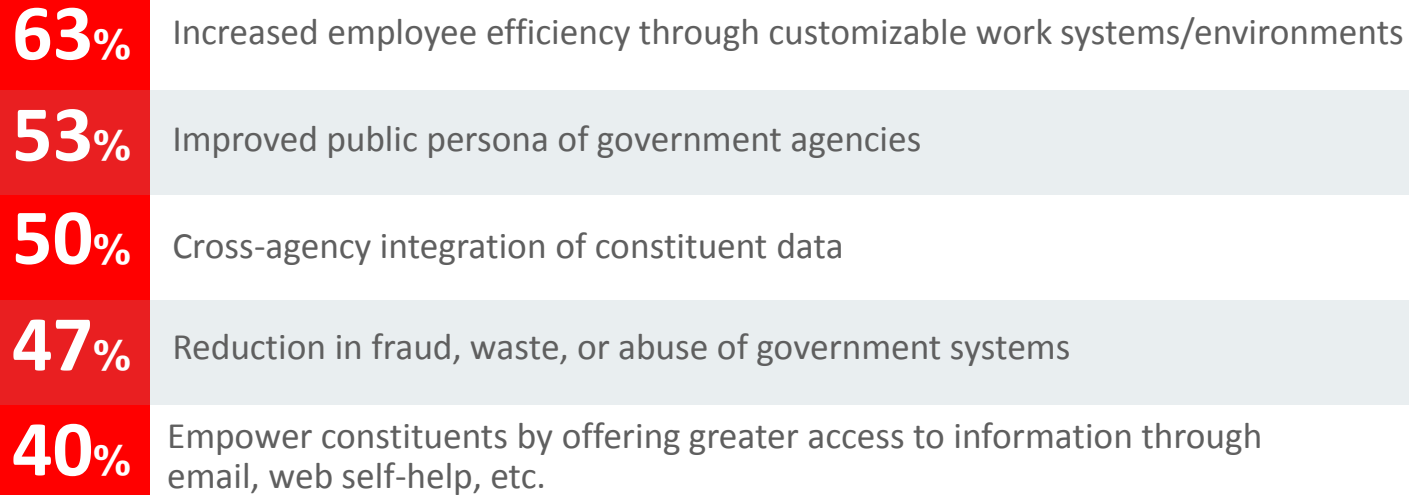 63% Increased employee efficiency through customizable work systems/environments
53% Improved public persona of government agencies
50% Cross-agency integration of constituent data
47% Reduction in fraud, waste, or abuse of government systems
40% Empower constituents by offering greater access to information through
email, web self-help, etc.